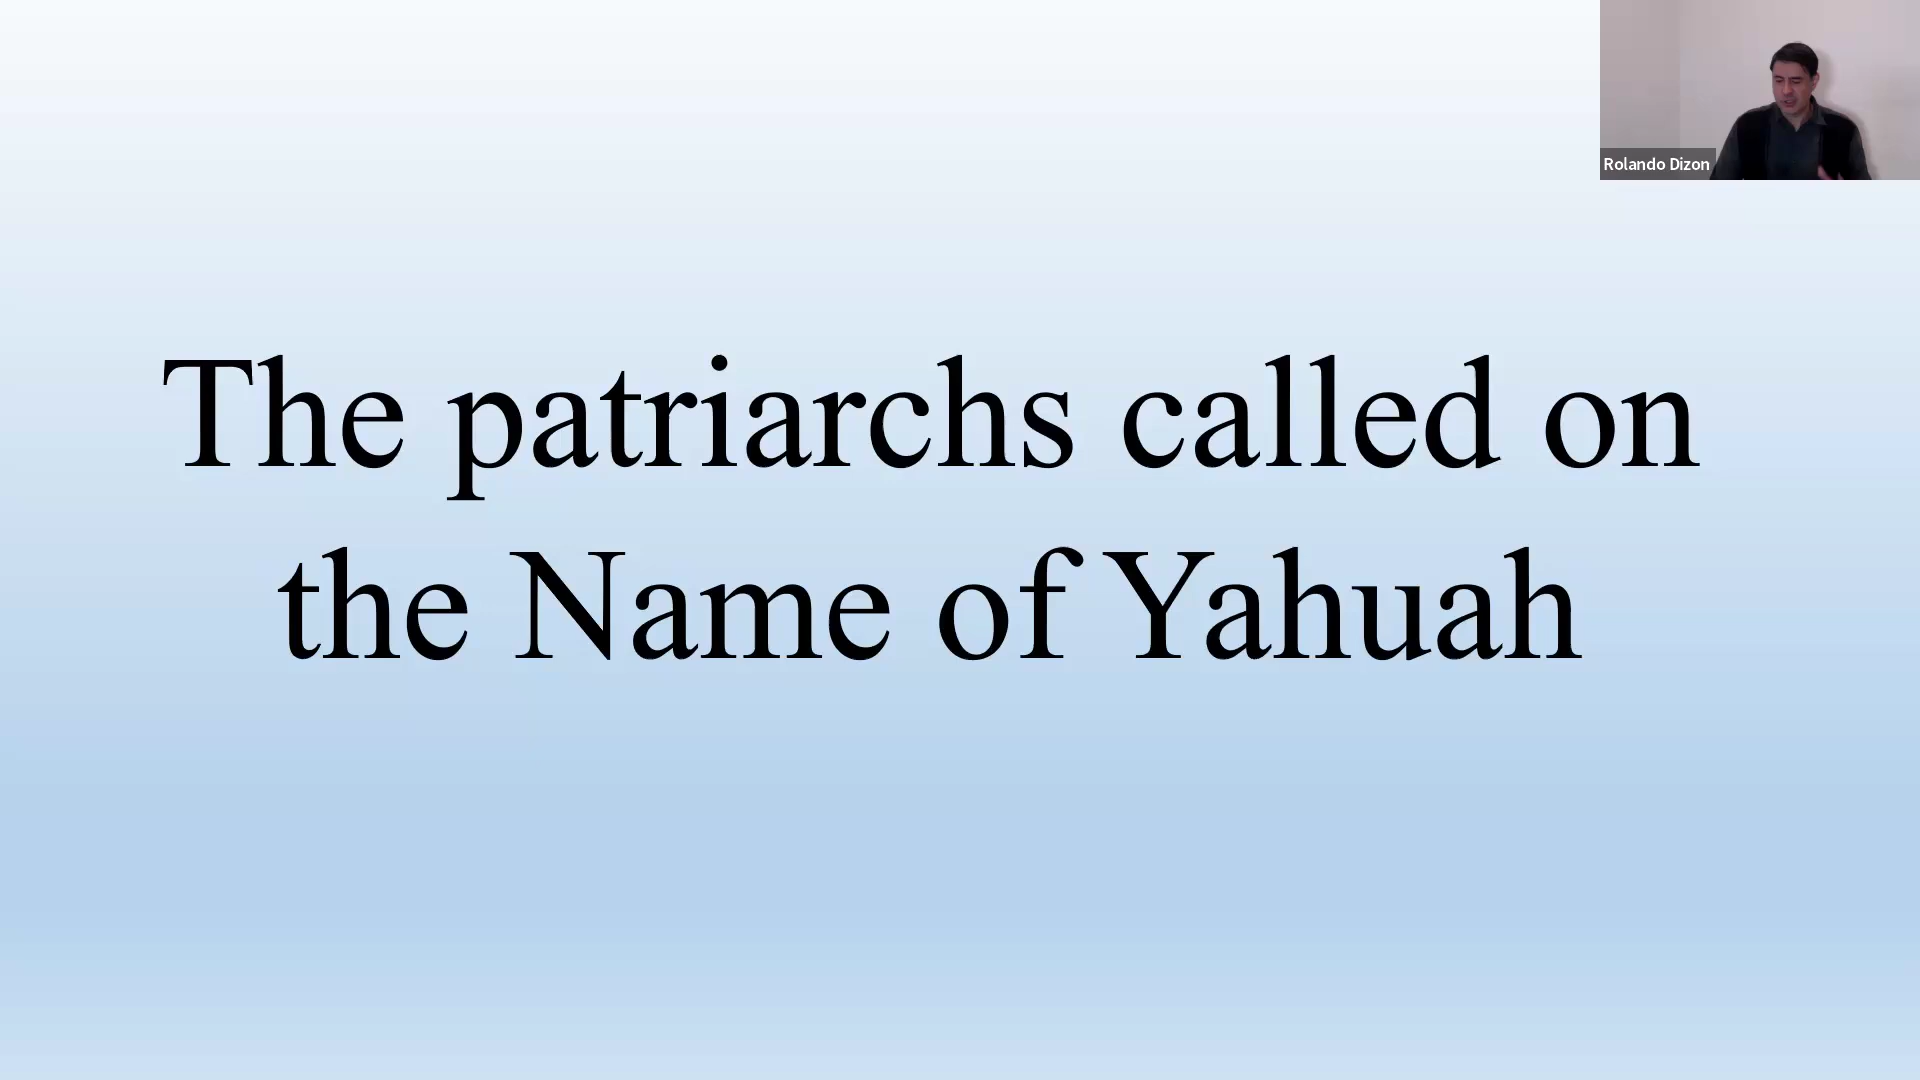 Rolando Dizon
The patriarchs called on
the Name of Yahuah